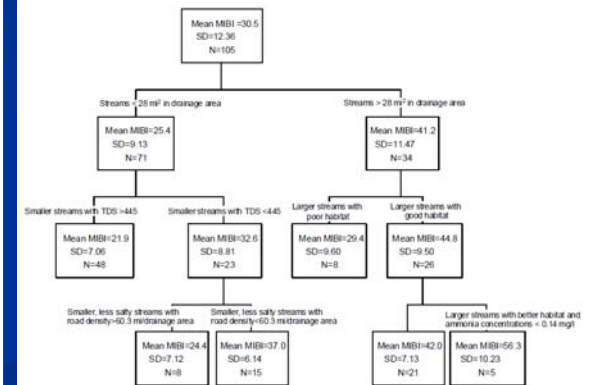 Mean MIBI =30.5
SD=12.36
N=105
Streams < 28 mi² in drainage area
Streams > 28 mi² in drainage area
Mean MIBI=25.4
SD=9.13
N=71
Mean MIBI=41.2
SD=11.47
N=34
Smaller streams with TDS >445
Smaller streams with TDS <445
Larger streams with
poor habitat
Larger streams with
good habitat
Mean MIBI=21.9
SD=7.06
N=48
Mean MIBI=32.6
SD=8.81
N=23
Mean MIBI=29.4
SD=9.60
N=8
Mean MIBI=44.8
SD=9.50
N=26
Smaller, less salty streams with
road density>60.3 mi/drainage area
Smaller, less salty streams with
road density<60.3 mi/drainage area
Larger streams with better habitat and
ammonia concentrations < 0.14 mg/l
Mean MIBI=24.4
SD=7.12
N=8
Mean MIBI=37.0
SD=6.14
N=15
Mean MIBI=42.0
SD=7.13
N=21
Mean MIBI=56.3
SD=10.23
N=5